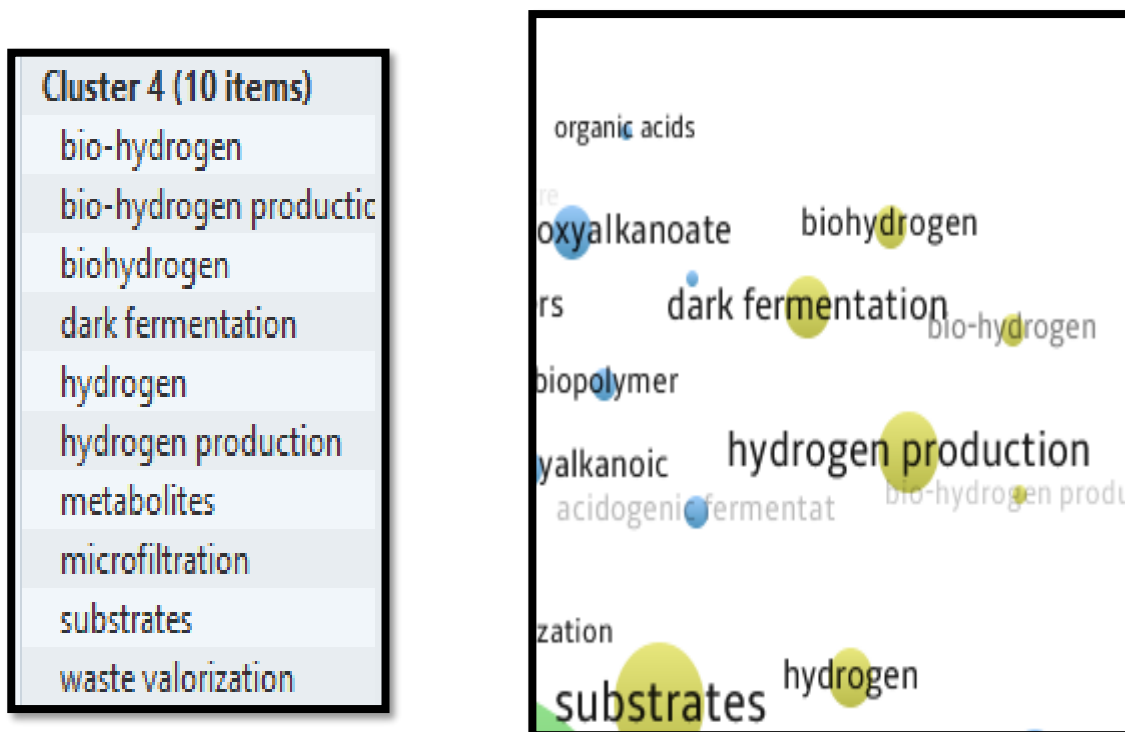 Cluster 4 (10 items)
bio-hydrogen
bio-hydrogen productic
biohydrogen
dark fermentation
hydrogen
hydrogen production
metabolites
microfiltration
substrates
waste valorization
organic acids
re
oxyalkanoate
biohydrogen
rs
dark fermentation
bio-hydrogen
biopolymer
hydrogen production
yalkanoic
bio-hydrogen produ
acidogenic fermentat
zation
hydrogen
substrates